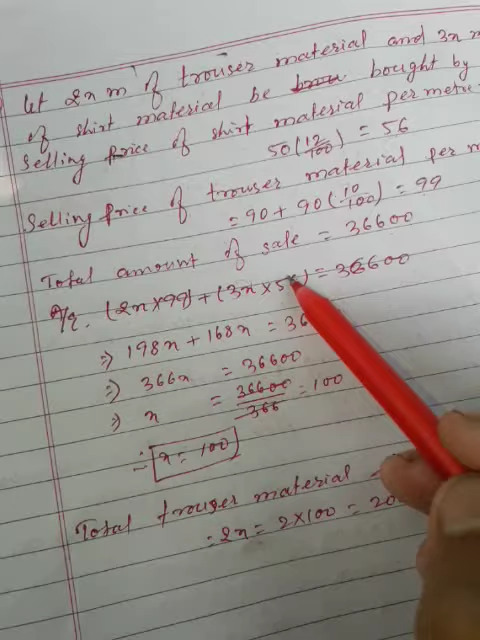 Let 2x m of trouser material and 3x m
of shirt material be bought by
Selling Price of shirt material per metre
50(12/100) = 56
Selling Price of trouser material per m
= 90 + 90(10/100) = 99
Total amount of sale = 36600
A/q. (2x×99) + (3x×5 ) = 36600
⇒ 198x + 168x = 36
⇒ 366x = 36600
⇒ x = 36600/366 = 100
∴ x = 100
Total trouser material
= 2x = 2×100 = 20